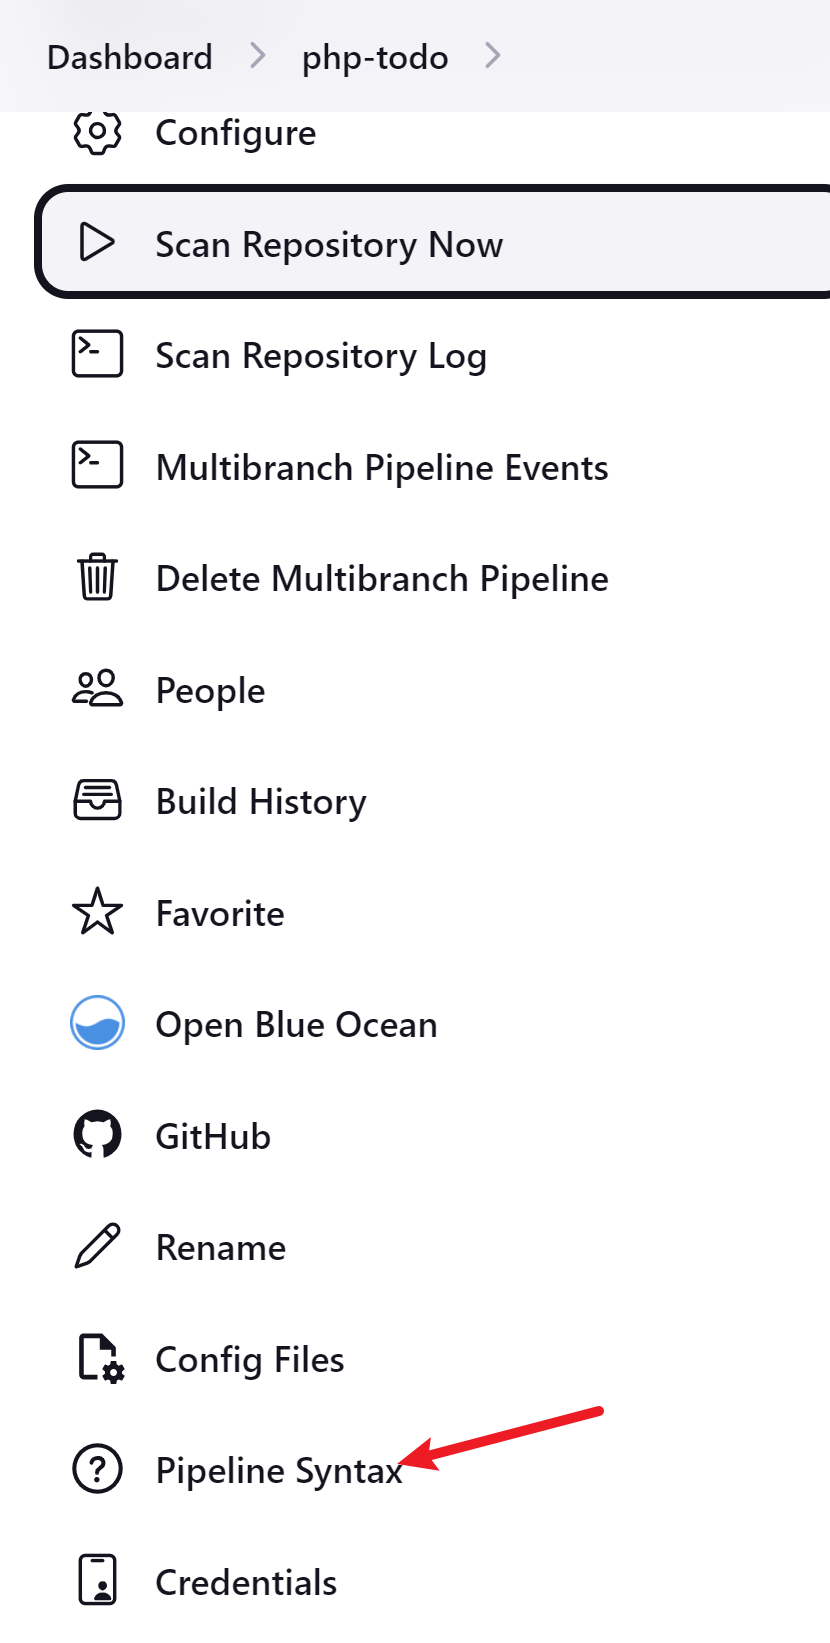 Dashboard > php-todo >
Configure
Scan Repository Now
Scan Repository Log
Multibranch Pipeline Events
Delete Multibranch Pipeline
People
Build History
Favorite
Open Blue Ocean
GitHub
Rename
Config Files
Pipeline Syntax
Credentials